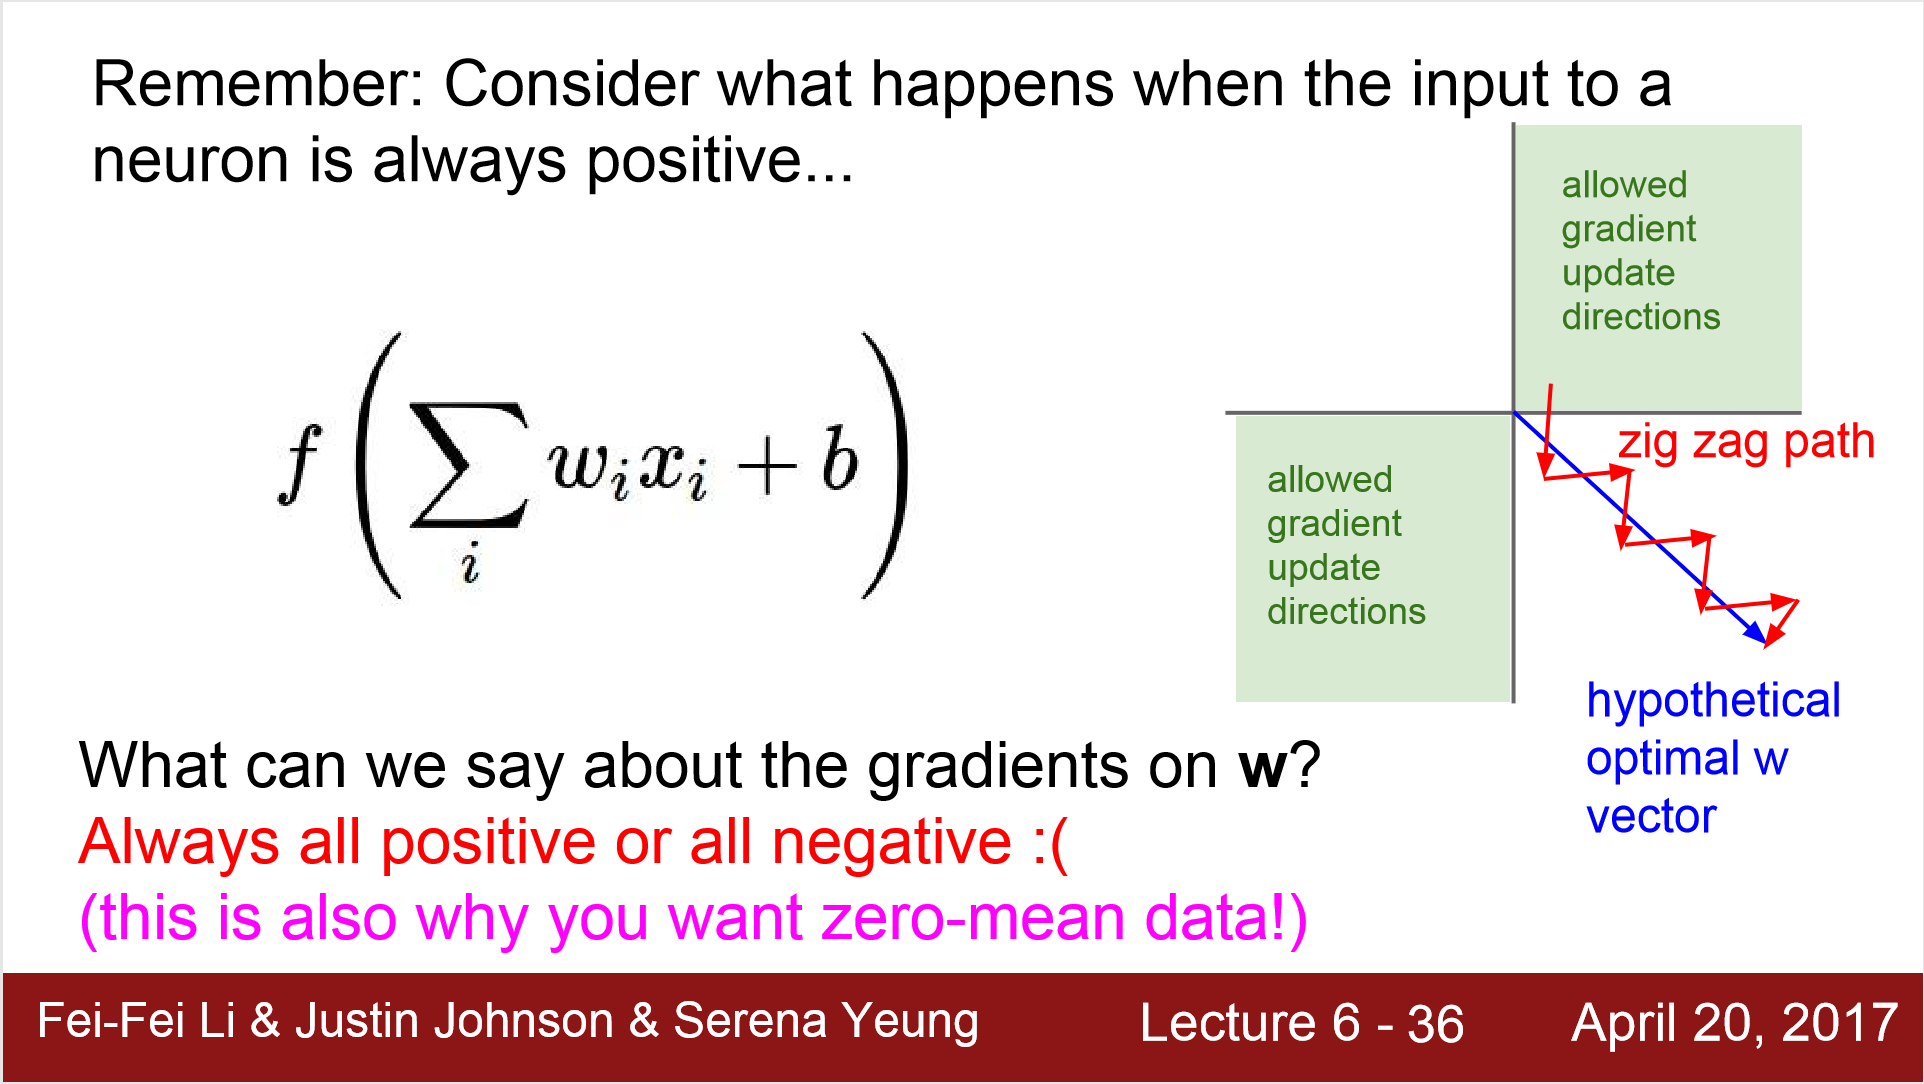 Remember: Consider what happens when the input to a
neuron is always positive...
allowed
gradient
update
directions
f(∑_i w_i x_i + b)
zig zag path
allowed
gradient
update
directions
hypothetical
optimal w
vector
What can we say about the gradients on w?
Always all positive or all negative :(
(this is also why you want zero-mean data!)
Fei-Fei Li & Justin Johnson & Serena Yeung
Lecture 6 - 36
April 20, 2017